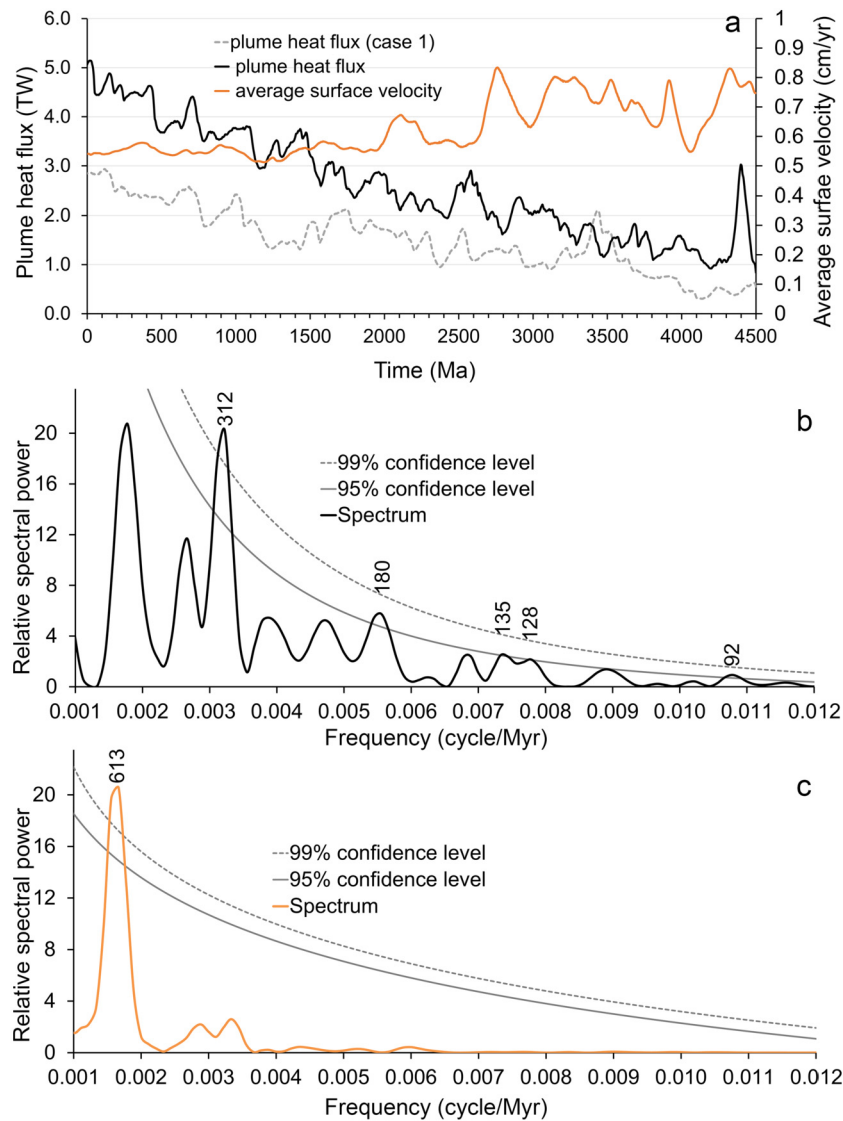 a
plume heat flux (case 1)
plume heat flux
average surface velocity
Plume heat flux (TW)
6.0
5.0
4.0
3.0
2.0
1.0
0.0
Average surfae velocity (cm/yr)
1
0.9
0.8
0.7
0.6
0.5
0.4
0.3
0.2
0.1
0
0 500 1000 1500 2000 2500 3000 3500 4000 4500
Time (Ma)
b
312
180
135
128
92
99% confidence level
95% confidence level
Spectrum
Relative spectral power
20
16
12
8
4
0
0.001 0.002 0.003 0.004 0.005 0.006 0.007 0.008 0.009 0.010 0.011 0.012
Frequency (cycle/Myr)
c
613
99% confidence level
95% confidence level
Spectrum
Relative spectral power
20
16
12
8
4
0
0.001 0.002 0.003 0.004 0.005 0.006 0.007 0.008 0.009 0.010 0.011 0.012
Frequency (cycle/Myr)